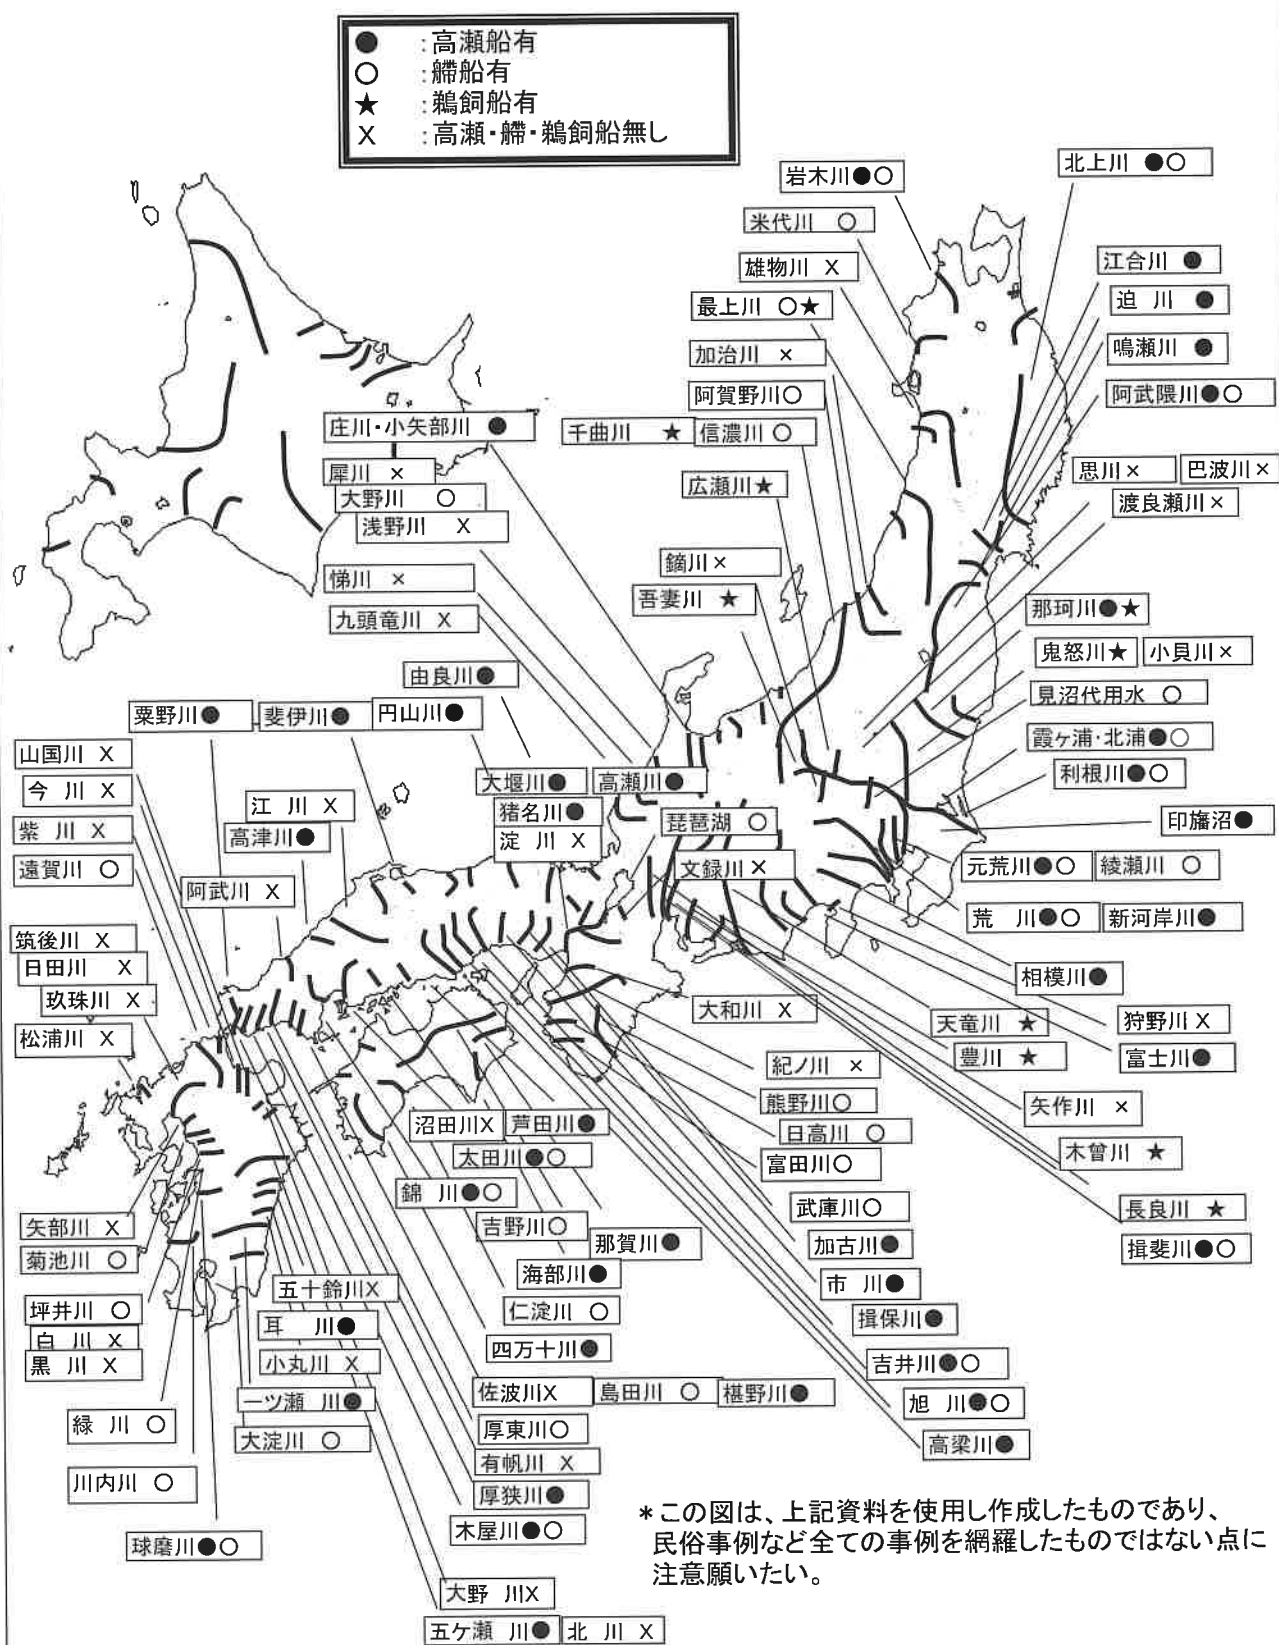 ● :高瀬船有
○ :艜船有
★ :鵜飼船有
X :高瀬・艜・鵜飼船無し
岩木川●○
北上川 ●○
米代川 ○
雄物川 X
江合川 ●
最上川 ○★
迫 川 ●
加治川 ×
鳴瀬川 ●
阿賀野川○
阿武隈川●○
庄川・小矢部川 ●
千曲川 ★
信濃川 ○
思川×
巴波川×
犀川 ×
大野川 ○
広瀬川★
渡良瀬川×
浅野川 X
鏑川×
悌川 ×
吾妻川 ★
那珂川●★
九頭竜川 X
鬼怒川★
小貝川×
由良川●
見沼代用水 ○
粟野川●
斐伊川●
円山川●
霞ヶ浦・北浦●○
山国川 X
大堰川●
高瀬川●
利根川●○
今 川 X
江 川 X
猪名川●
琵琶湖 ○
印旛沼●
紫 川 X
高津川●
淀 川 X
遠賀川 ○
文録川×
元荒川●○
綾瀬川 ○
阿武川 X
荒 川●○
新河岸川●
筑後川 X
日田川 X
相模川●
玖珠川 X
大和川 X
天竜川 ★
狩野川 X
松浦川 X
豊川 ★
富士川●
紀ノ川 ×
熊野川○
矢作川 ×
沼田川X
芦田川●
日高川 ○
木曾川 ★
太田川●○
富田川○
錦 川●○
武庫川○
長良川 ★
矢部川 X
吉野川○
那賀川●
加古川●
揖斐川●○
菊池川 ○
海部川●
市 川●
五十鈴川X
坪井川 ○
仁淀川 ○
揖保川●
耳 川●
白 川 X
四万十川●
黒 川 X
小丸川 X
吉井川●○
一ツ瀬 川●
佐波川X
島田川 ○
椹野川●
旭 川●○
緑 川 ○
大淀川 ○
厚東川○
高梁川●
有帆川 X
川内川 ○
厚狭川●
木屋川●○
球磨川●○
*この図は、上記資料を使用し作成したものであり、
民俗事例など全ての事例を網羅したものではない点に
注意願いたい。
大野 川X
五ケ瀬 川●
北 川 X